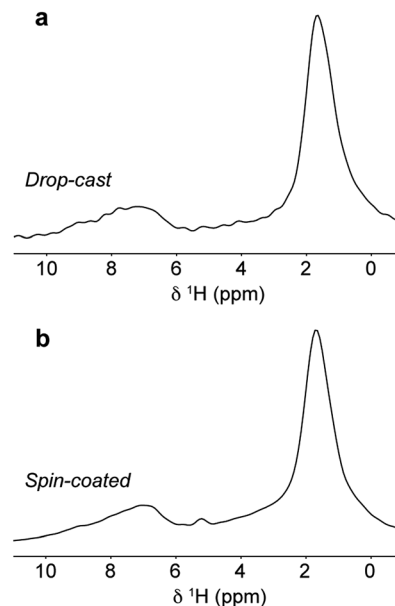 a
Drop-cast
10 8 6 4 2 0
δ ¹H (ppm)
b
Spin-coated
10 8 6 4 2 0
δ ¹H (ppm)